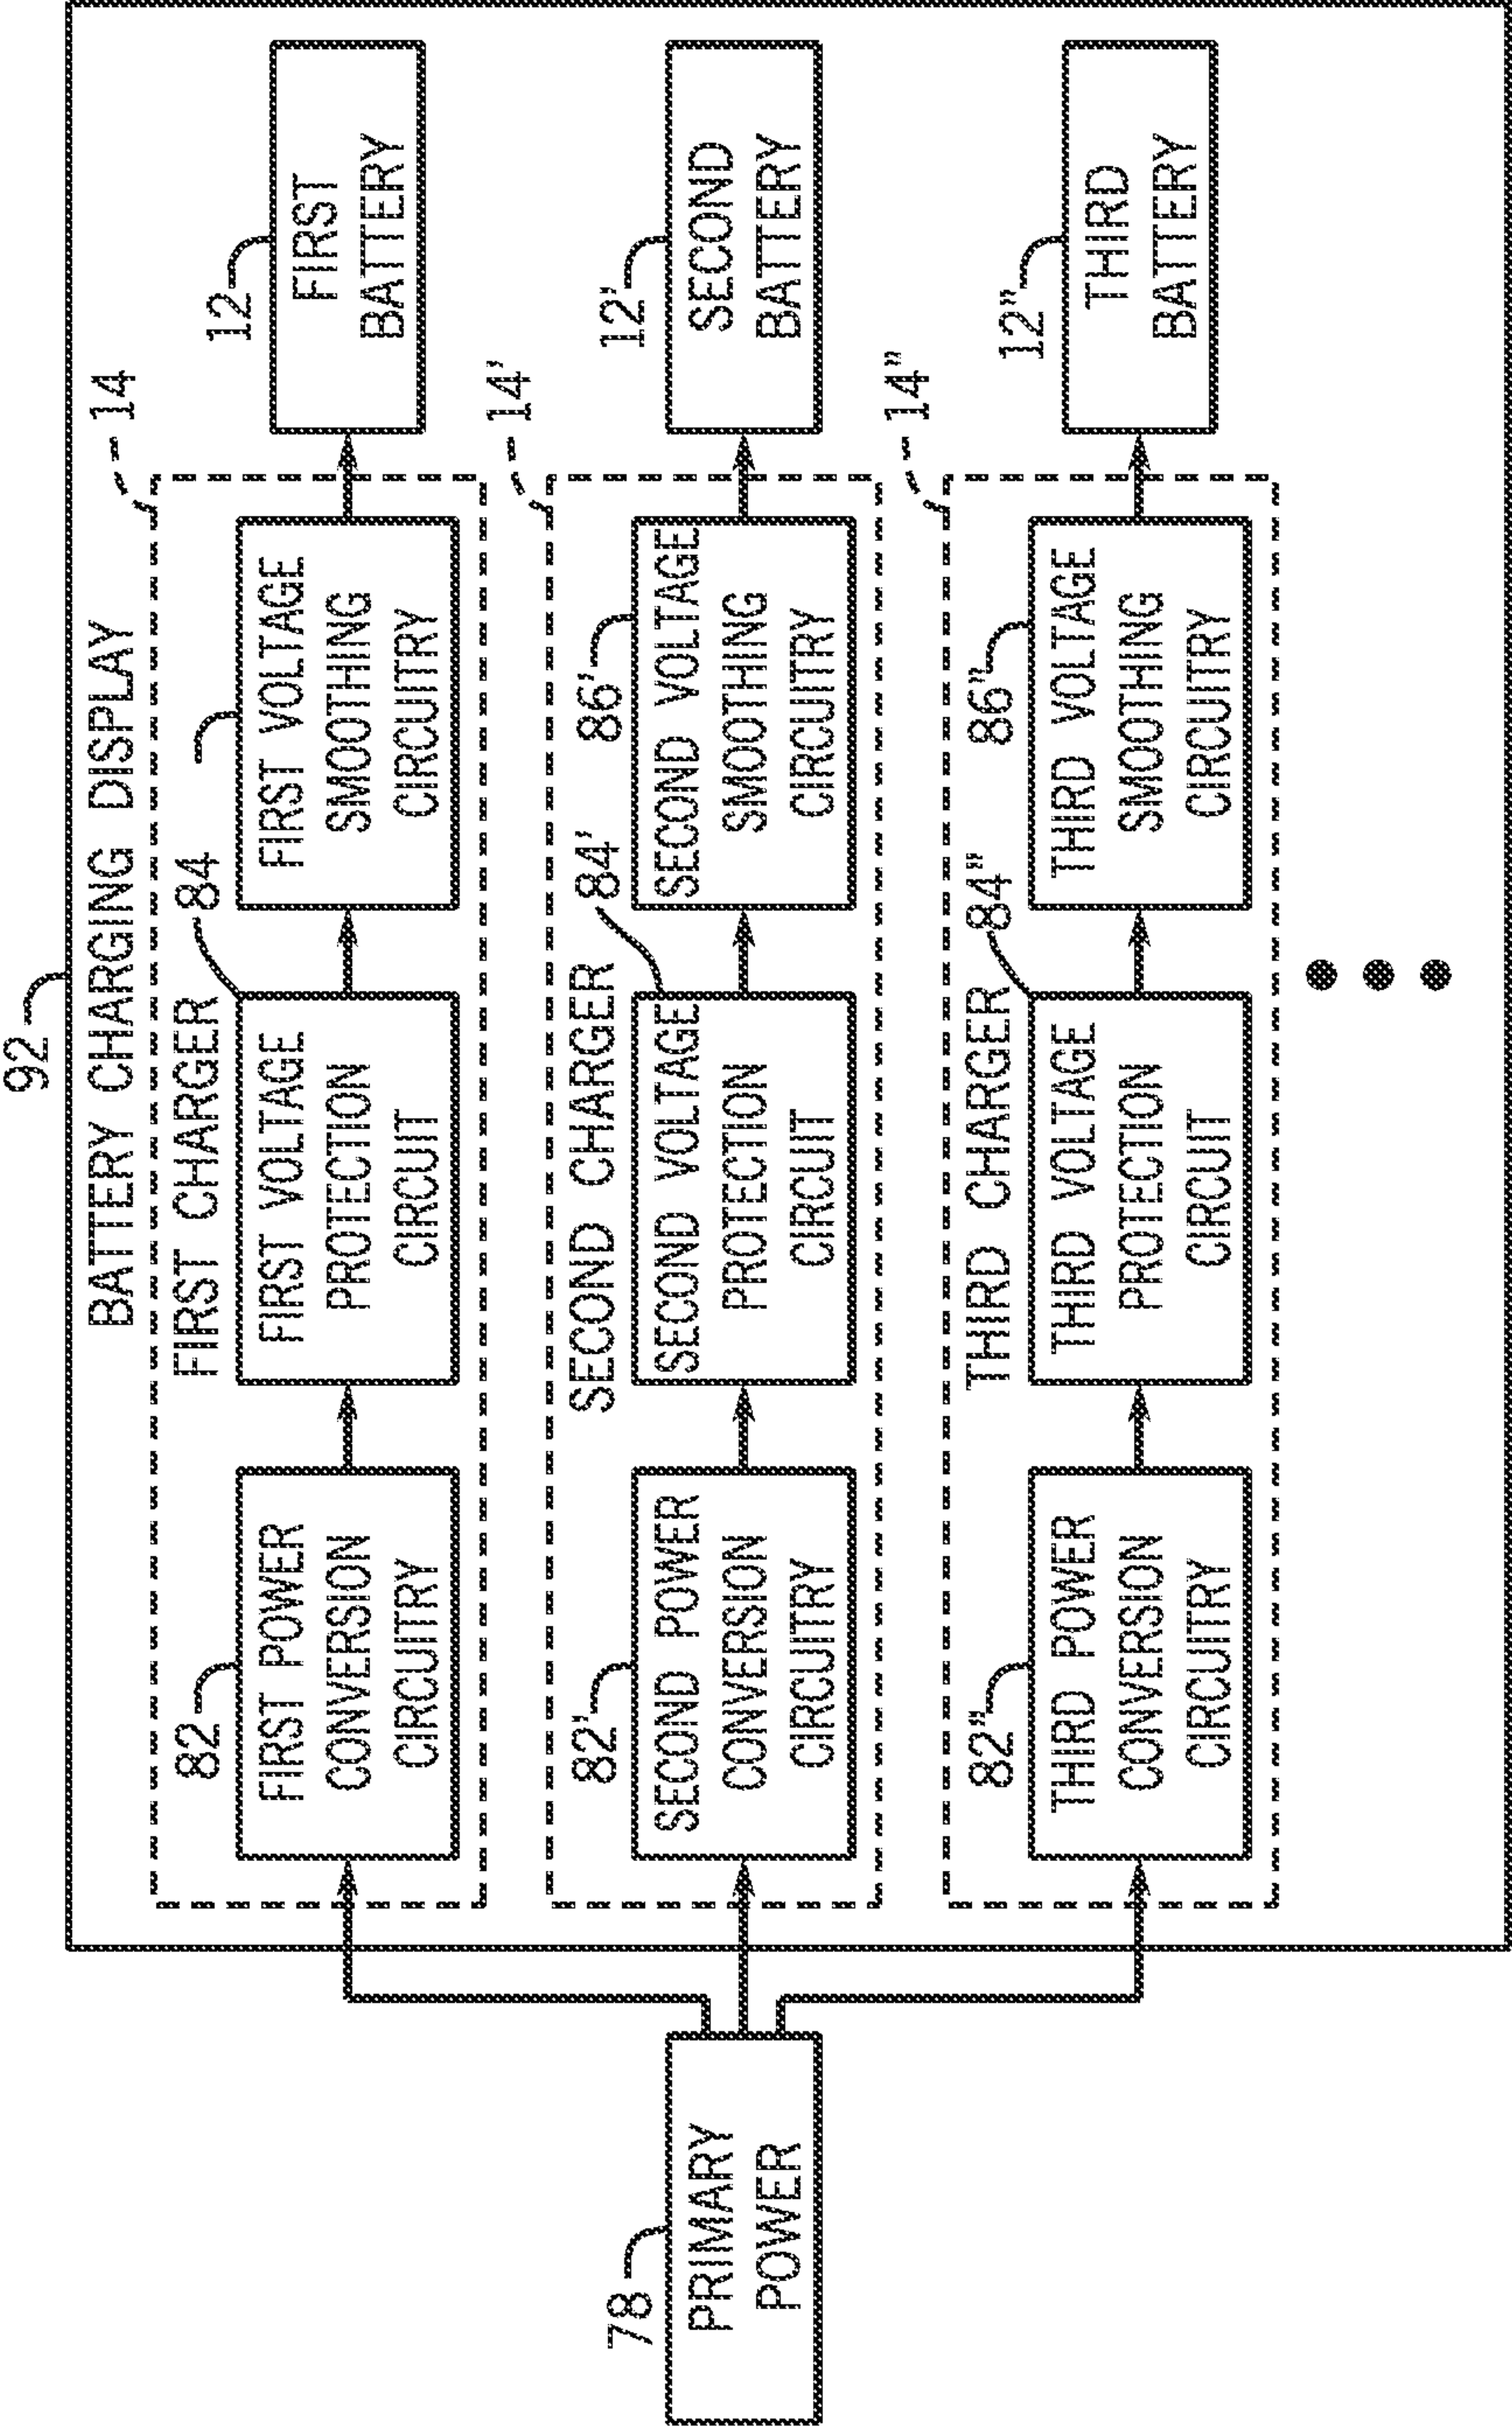 92
BATTERY CHARGING DISPLAY
14
FIRST CHARGER
82
84
12
FIRST POWER
CONVERSION
CIRCUITRY
FIRST VOLTAGE
PROTECTION
CIRCUIT
FIRST VOLTAGE
SMOOTHING
CIRCUITRY
FIRST
BATTERY
14'
SECOND CHARGER
78
82'
84'
86'
12'
PRIMARY
POWER
SECOND POWER
CONVERSION
CIRCUITRY
SECOND VOLTAGE
PROTECTION
CIRCUIT
SECOND VOLTAGE
SMOOTHING
CIRCUITRY
SECOND
BATTERY
14"
THIRD CHARGER
82"
84"
86"
12"
THIRD POWER
CONVERSION
CIRCUITRY
THIRD VOLTAGE
PROTECTION
CIRCUIT
THIRD VOLTAGE
SMOOTHING
CIRCUITRY
THIRD
BATTERY